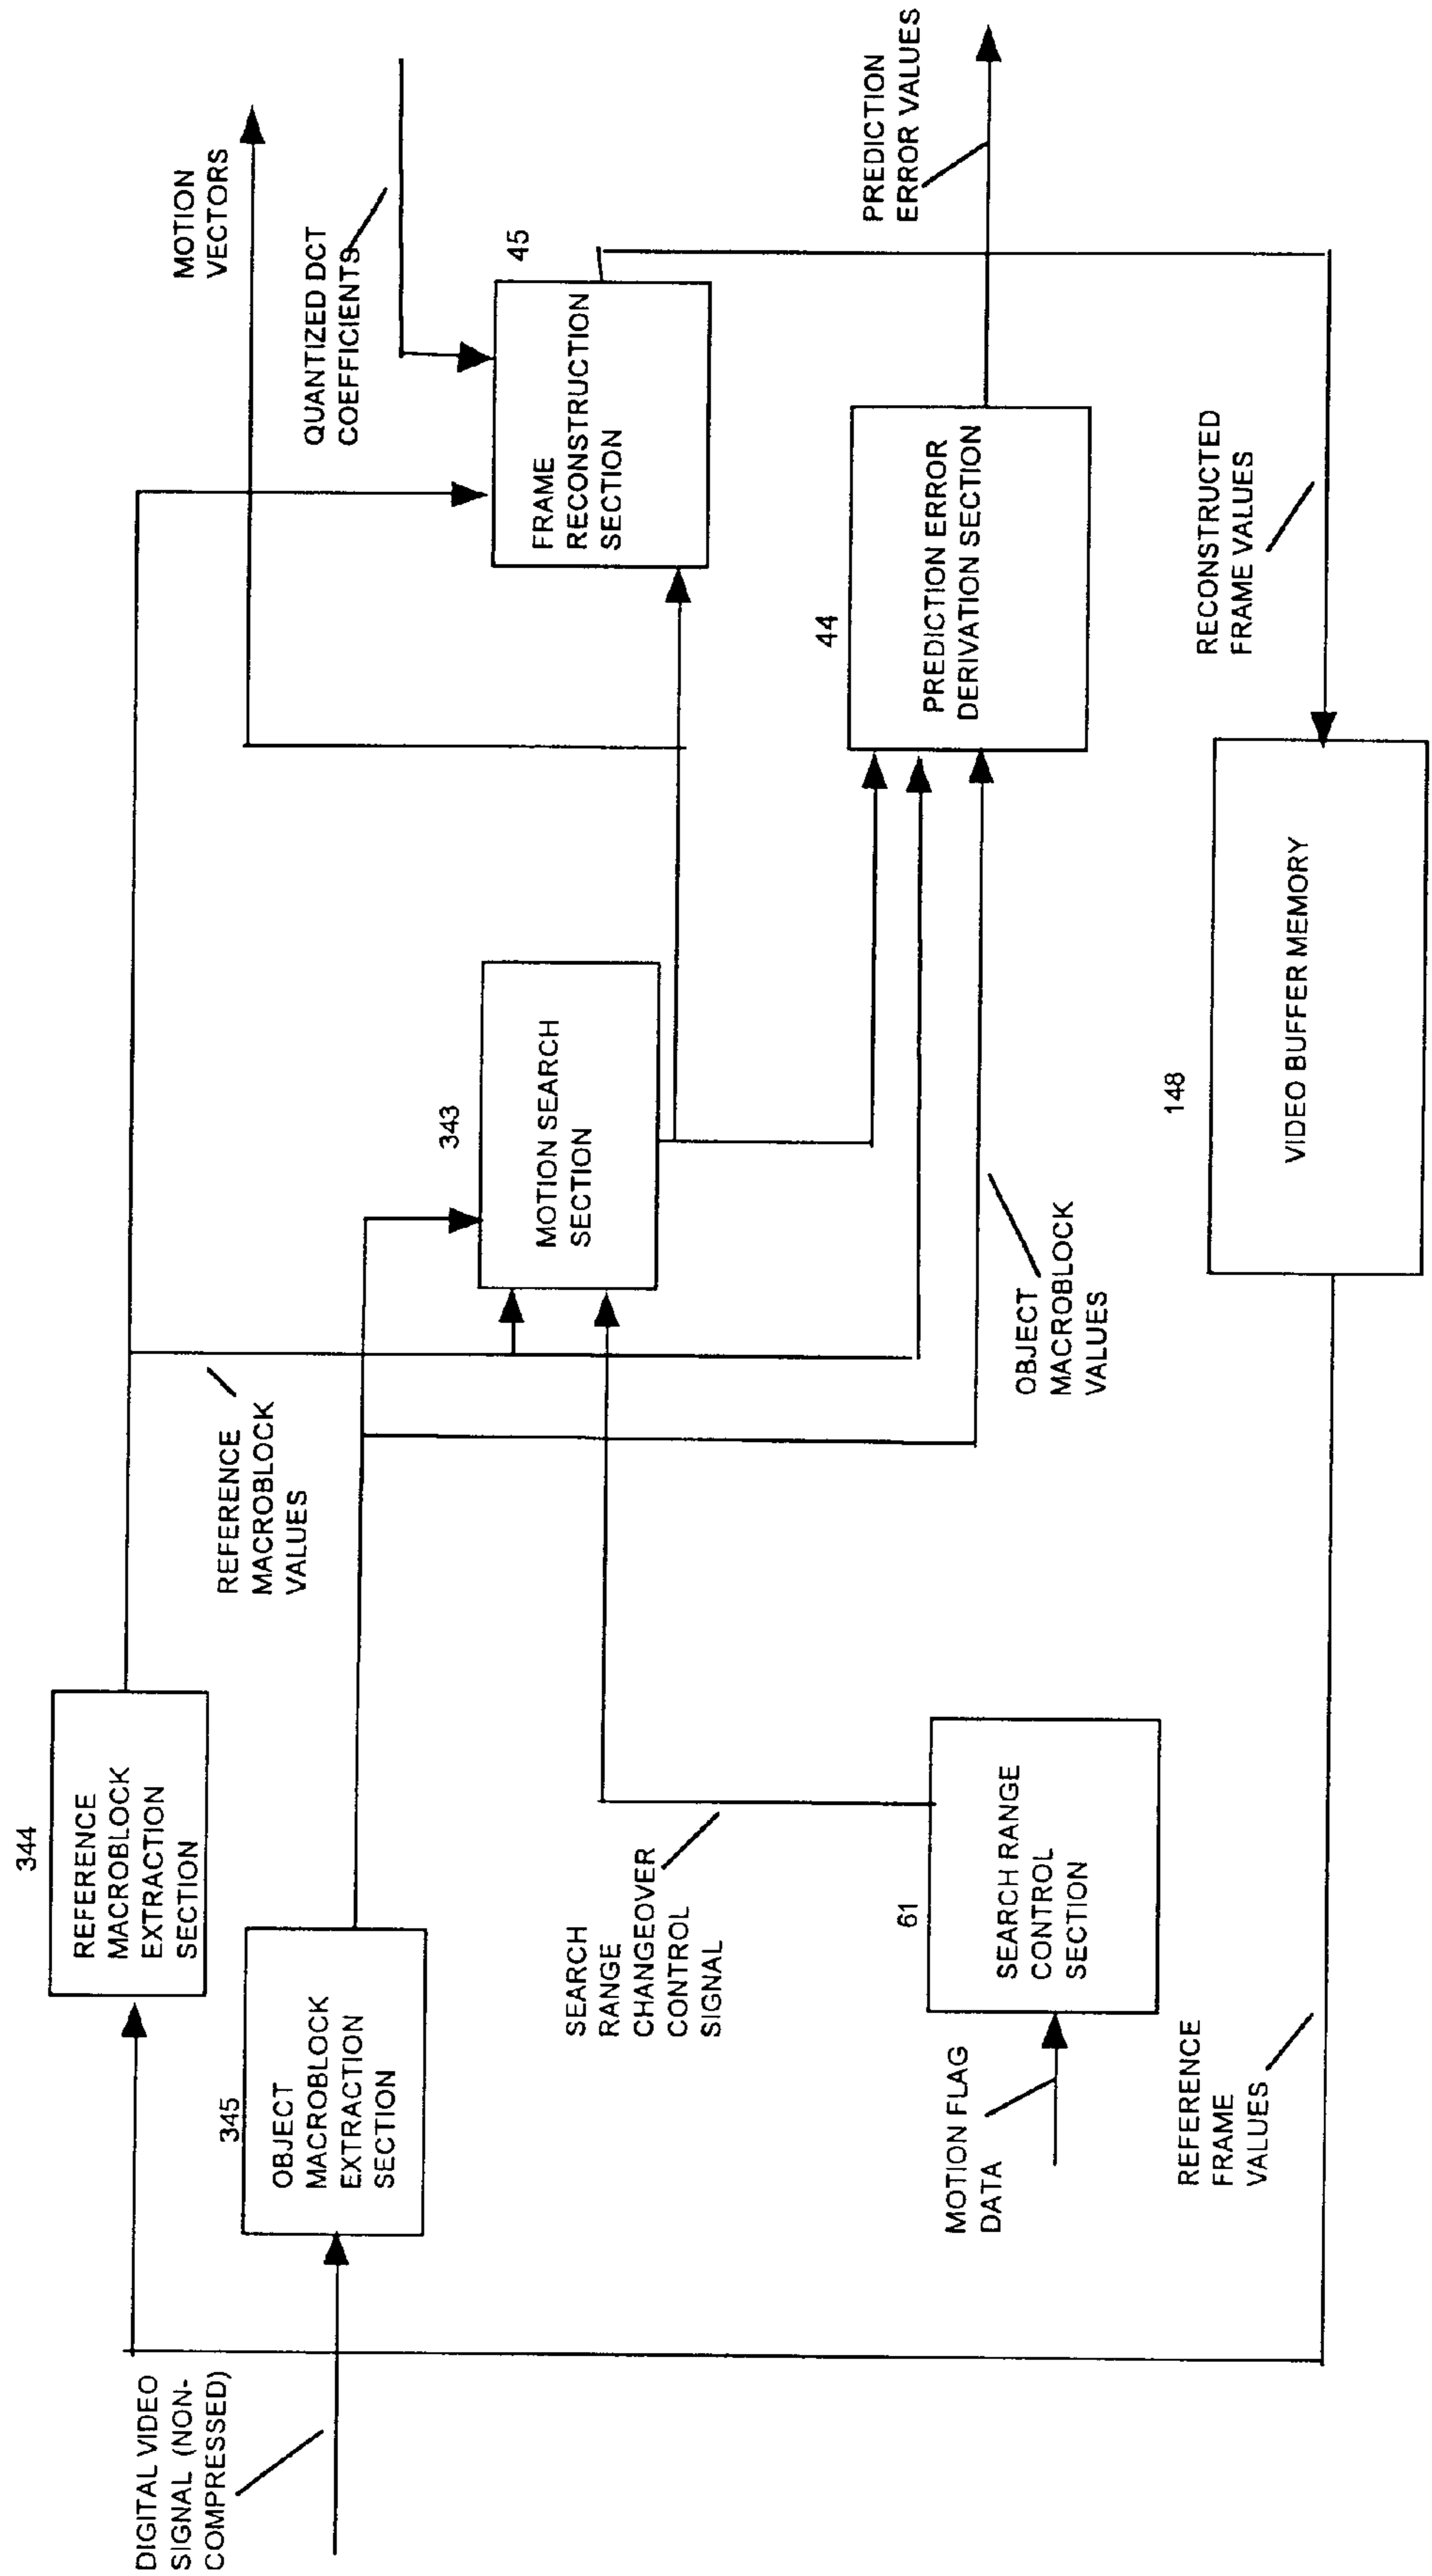 DIGITAL VIDEO
SIGNAL (NON-
COMPRESSED)
344
REFERENCE
MACROBLOCK
EXTRACTION
SECTION
345
OBJECT
MACROBLOCK
EXTRACTION
SECTION
REFERENCE
MACROBLOCK
VALUES
MOTION
VECTORS
QUANTIZED DCT
COEFFICIENTS
45
FRAME
RECONSTRUCTION
SECTION
343
MOTION SEARCH
SECTION
SEARCH
RANGE
CHANGEOVER
CONTROL
SIGNAL
44
PREDICTION ERROR
DERIVATION SECTION
PREDICTION
ERROR VALUES
61
SEARCH RANGE
CONTROL
SECTION
MOTION FLAG
DATA
OBJECT
MACROBLOCK
VALUES
148
VIDEO BUFFER MEMORY
RECONSTRUCTED
FRAME VALUES
REFERENCE
FRAME
VALUES